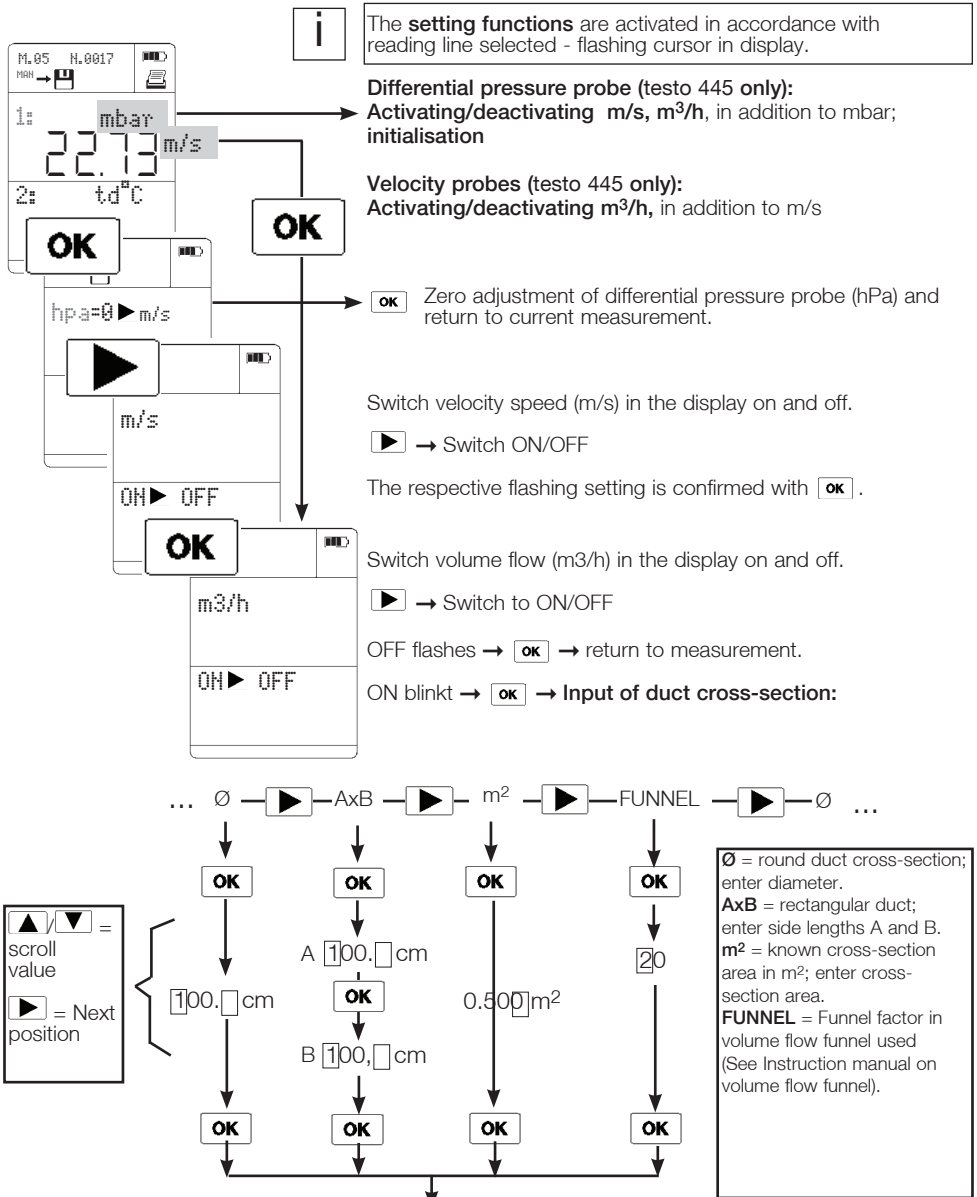 i
The setting functions are activated in accordance with
reading line selected - flashing cursor in display.
M.05 N.0017
MAN →
1: mbar
22.73 m/s
2: td°C
OK
OK
Differential pressure probe (testo 445 only):
Activating/deactivating m/s, m³/h, in addition to mbar;
initialisation
Velocity probes (testo 445 only):
Activating/deactivating m³/h, in addition to m/s
hpa=0▶m/s
OK Zero adjustment of differential pressure probe (hPa) and
return to current measurement.
▶
m/s
ON▶ OFF
Switch velocity speed (m/s) in the display on and off.
▶ → Switch ON/OFF
The respective flashing setting is confirmed with OK .
OK
m3/h
ON▶ OFF
Switch volume flow (m3/h) in the display on and off.
▶ → Switch to ON/OFF
OFF flashes → OK → return to measurement.
ON blinkt → OK → Input of duct cross-section:
... Ø ▶ AxB ▶ m² ▶ FUNNEL ▶ Ø ...
OK OK OK OK
▲/▼ =
scroll
value
▶ = Next
position
100. cm
A 100. cm
OK
B 100, cm
0.500 m²
20
OK OK OK OK
Ø = round duct cross-section;
enter diameter.
AxB = rectangular duct;
enter side lengths A and B.
m² = known cross-section
area in m²; enter cross-
section area.
FUNNEL = Funnel factor in
volume flow funnel used
(See Instruction manual on
volume flow funnel).